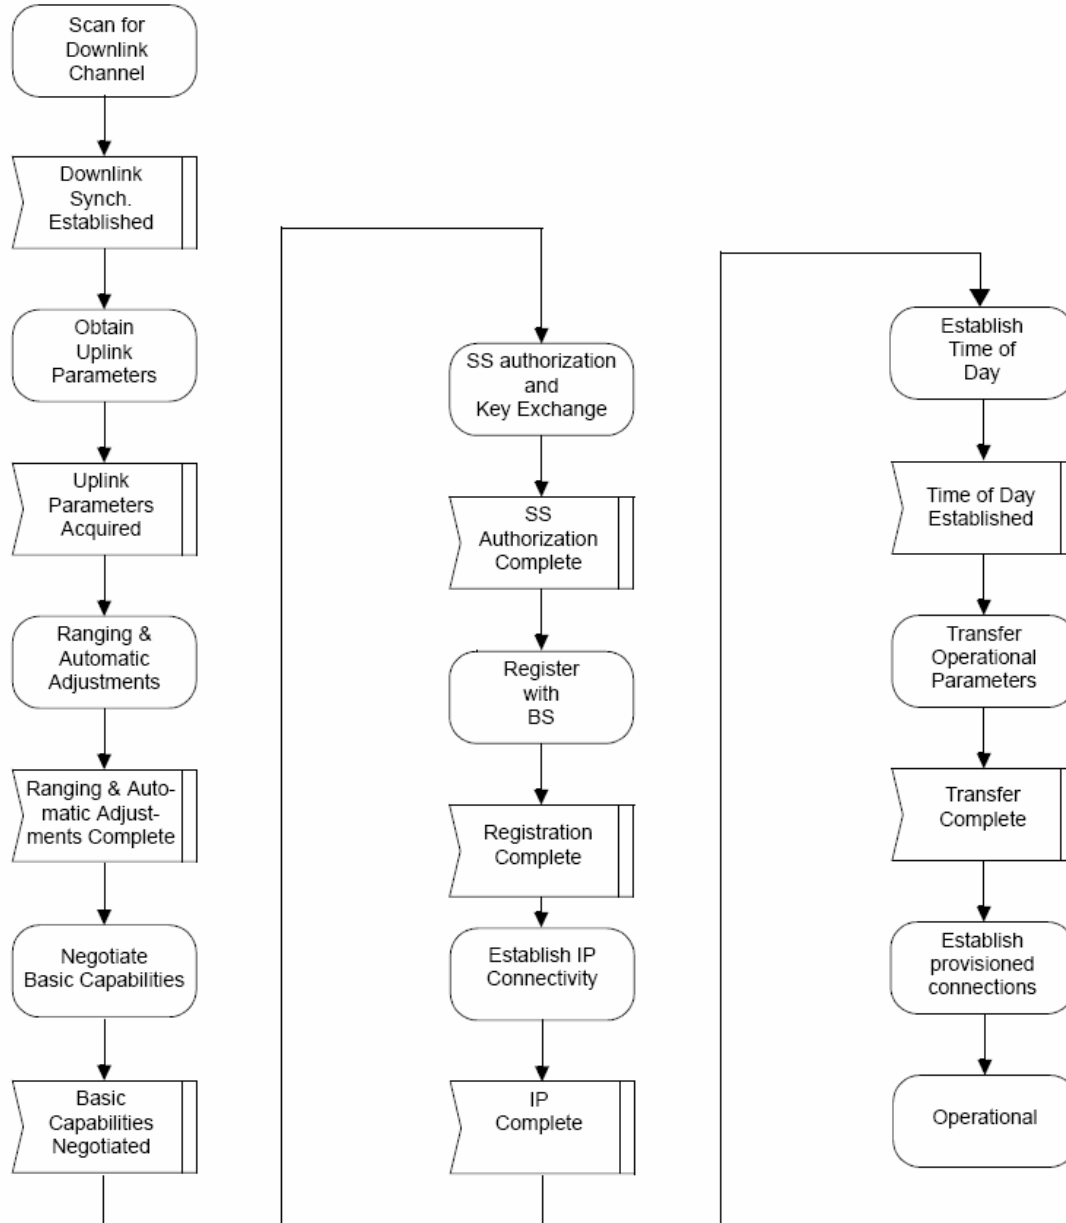 Scan for
Downlink
Channel
Downlink
Synch.
Established
Obtain
Uplink
Parameters
Uplink
Parameters
Acquired
Ranging &
Automatic
Adjustments
Ranging & Auto-
matic Adjust-
ments Complete
Negotiate
Basic Capabilities
Basic
Capabilities
Negotiated
SS authorization
and
Key Exchange
SS
Authorization
Complete
Register
with
BS
Registration
Complete
Establish IP
Connectivity
IP
Complete
Establish
Time of
Day
Time of Day
Established
Transfer
Operational
Parameters
Transfer
Complete
Establish
provisioned
connections
Operational